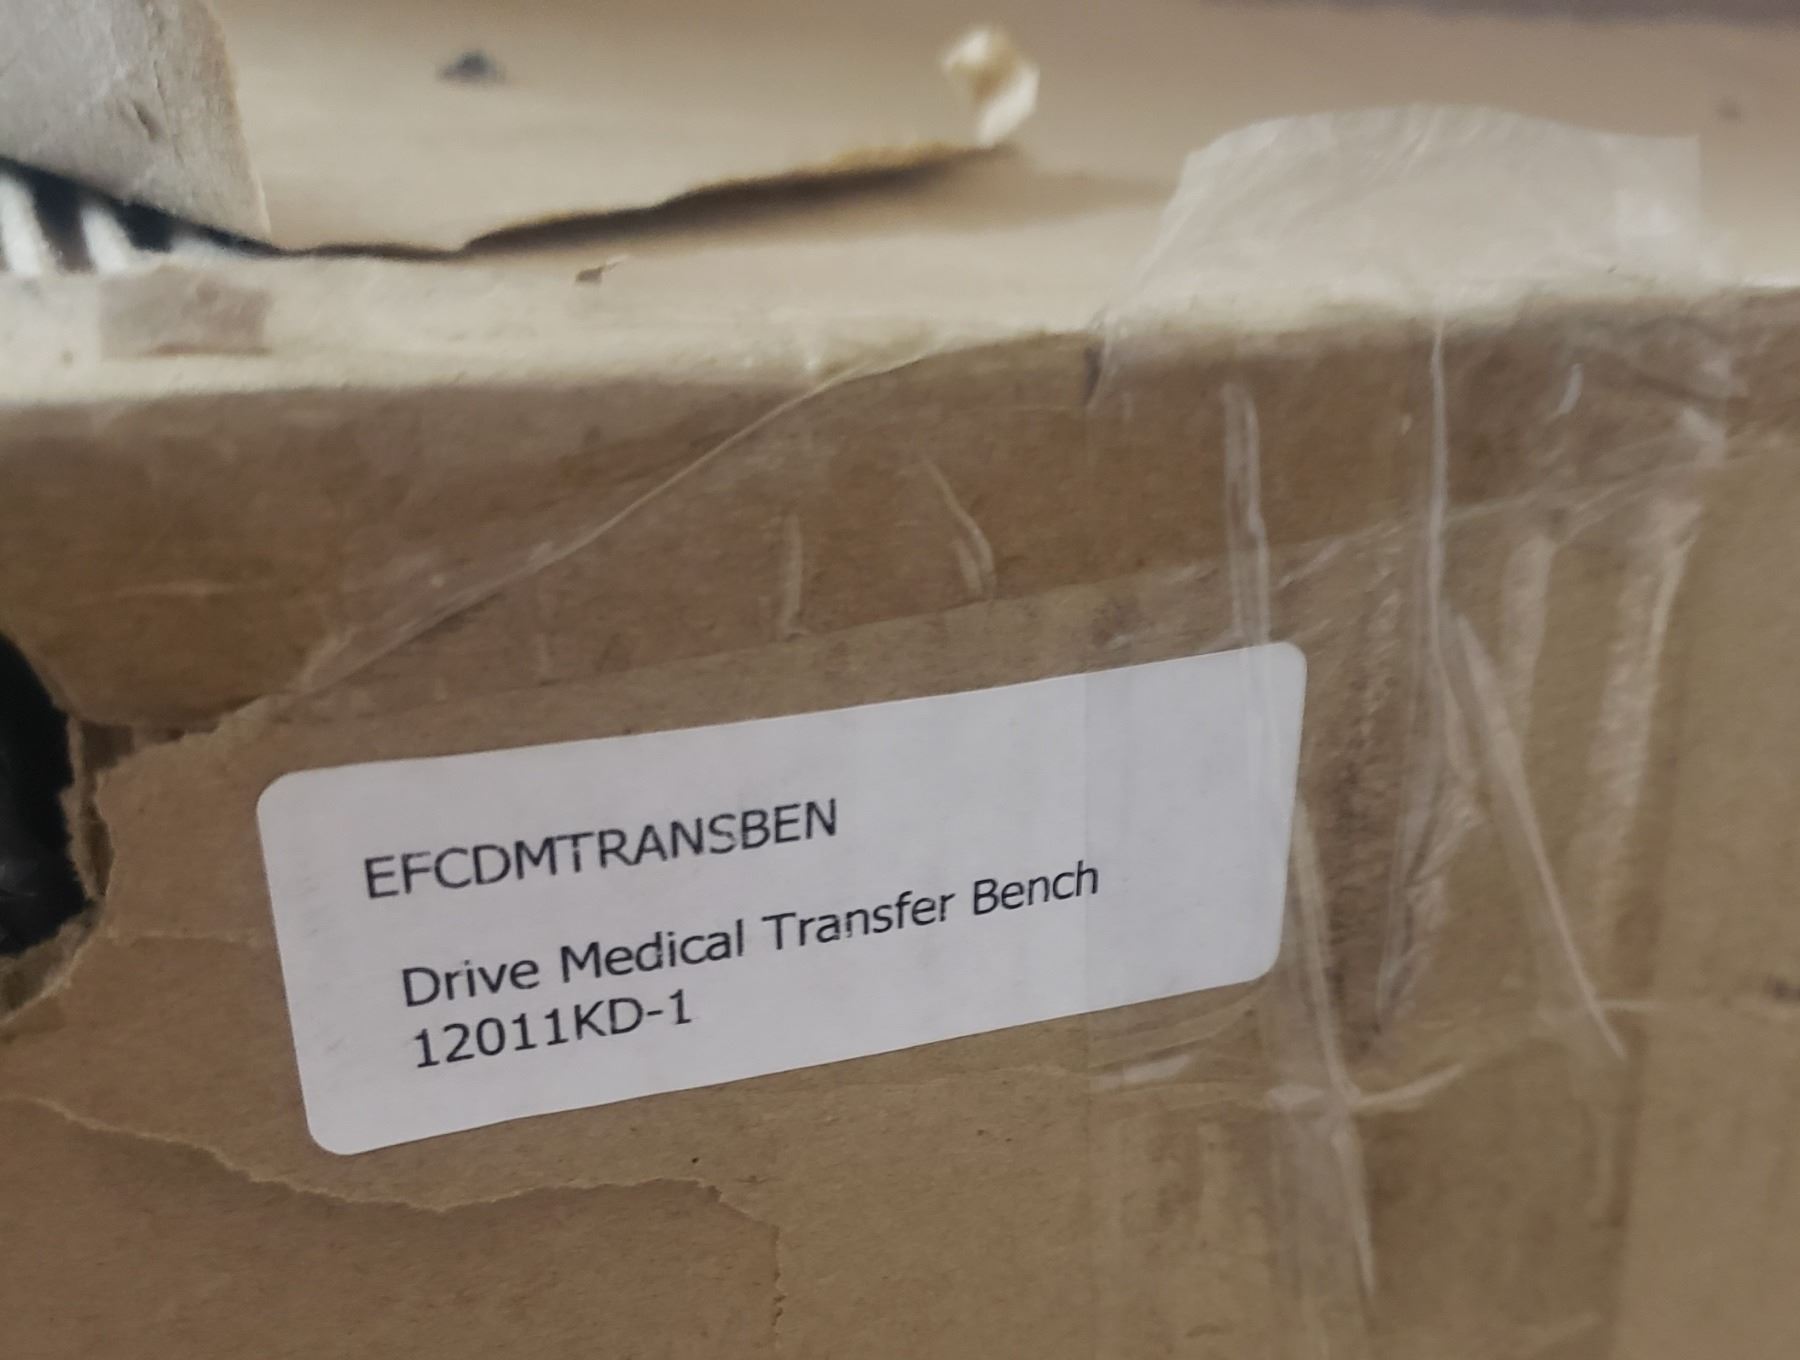 EFCDMTRANSBEN
Drive Medical Transfer Bench
12011KD-1